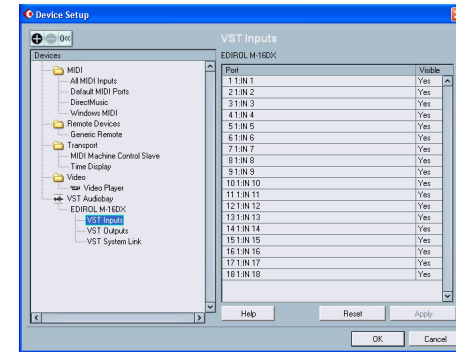 Device Setup
VST Inputs
Devices
EDIROL M-16DX
MIDI
All MIDI Inputs
Default MIDI Ports
DirectMusic
Windows MIDI
Remote Devices
Generic Remote
Transport
MIDI Machine Control Slave
Time Display
Video
Video Player
VST Audiobay
EDIROL M-16DX
VST Inputs
VST Outputs
VST System Link
Port Visible
1 1:IN 1 Yes
2 1:IN 2 Yes
3 1:IN 3 Yes
4 1:IN 4 Yes
5 1:IN 5 Yes
6 1:IN 6 Yes
7 1:IN 7 Yes
8 1:IN 8 Yes
9 1:IN 9 Yes
10 1:IN 10 Yes
11 1:IN 11 Yes
12 1:IN 12 Yes
13 1:IN 13 Yes
14 1:IN 14 Yes
15 1:IN 15 Yes
16 1:IN 16 Yes
17 1:IN 17 Yes
18 1:IN 18 Yes
Help Reset Apply
OK Cancel